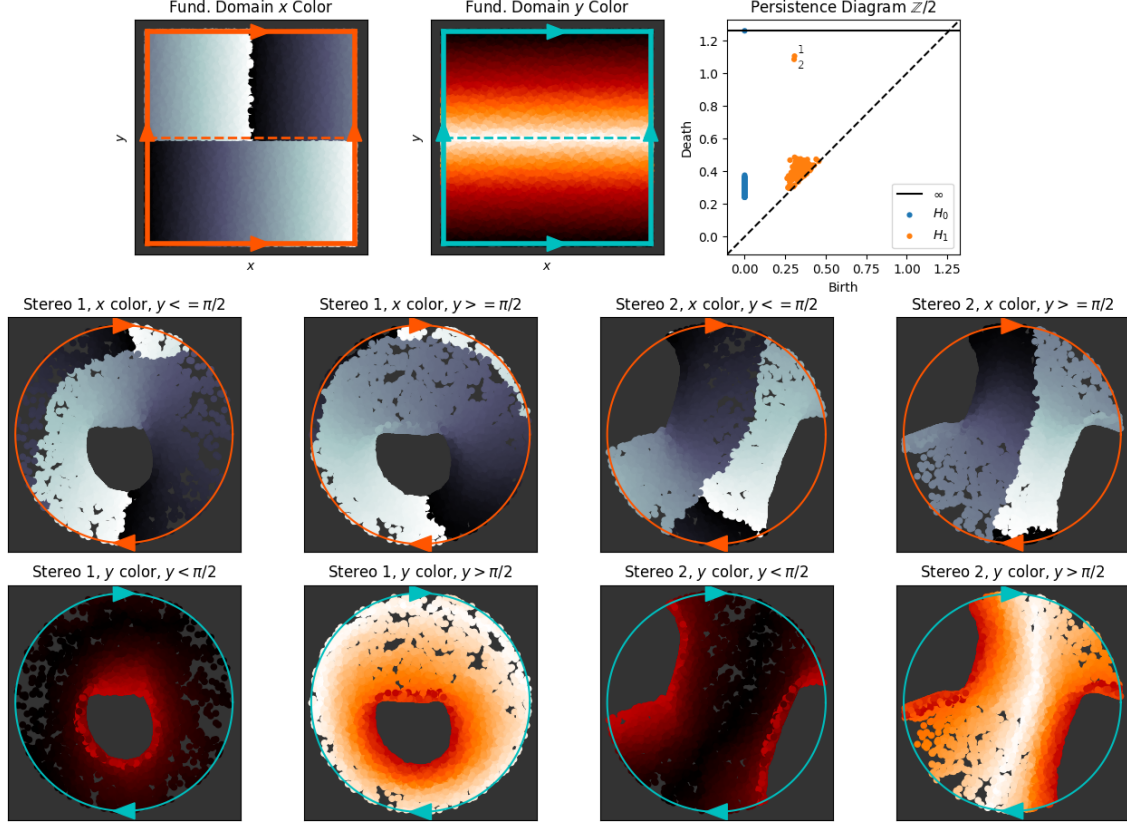 Fund. Domain x Color
y
x
Fund. Domain y Color
y
x
Persistence Diagram ℤ/2
Death
1.2
1.0
0.8
0.6
0.4
0.2
0.0
1
2
∞
H₀
H₁
0.00 0.25 0.50 0.75 1.00 1.25
Birth
Stereo 1, x color, y <= π/2
Stereo 1, x color, y >= π/2
Stereo 2, x color, y <= π/2
Stereo 2, x color, y >= π/2
Stereo 1, y color, y < π/2
Stereo 1, y color, y > π/2
Stereo 2, y color, y < π/2
Stereo 2, y color, y > π/2